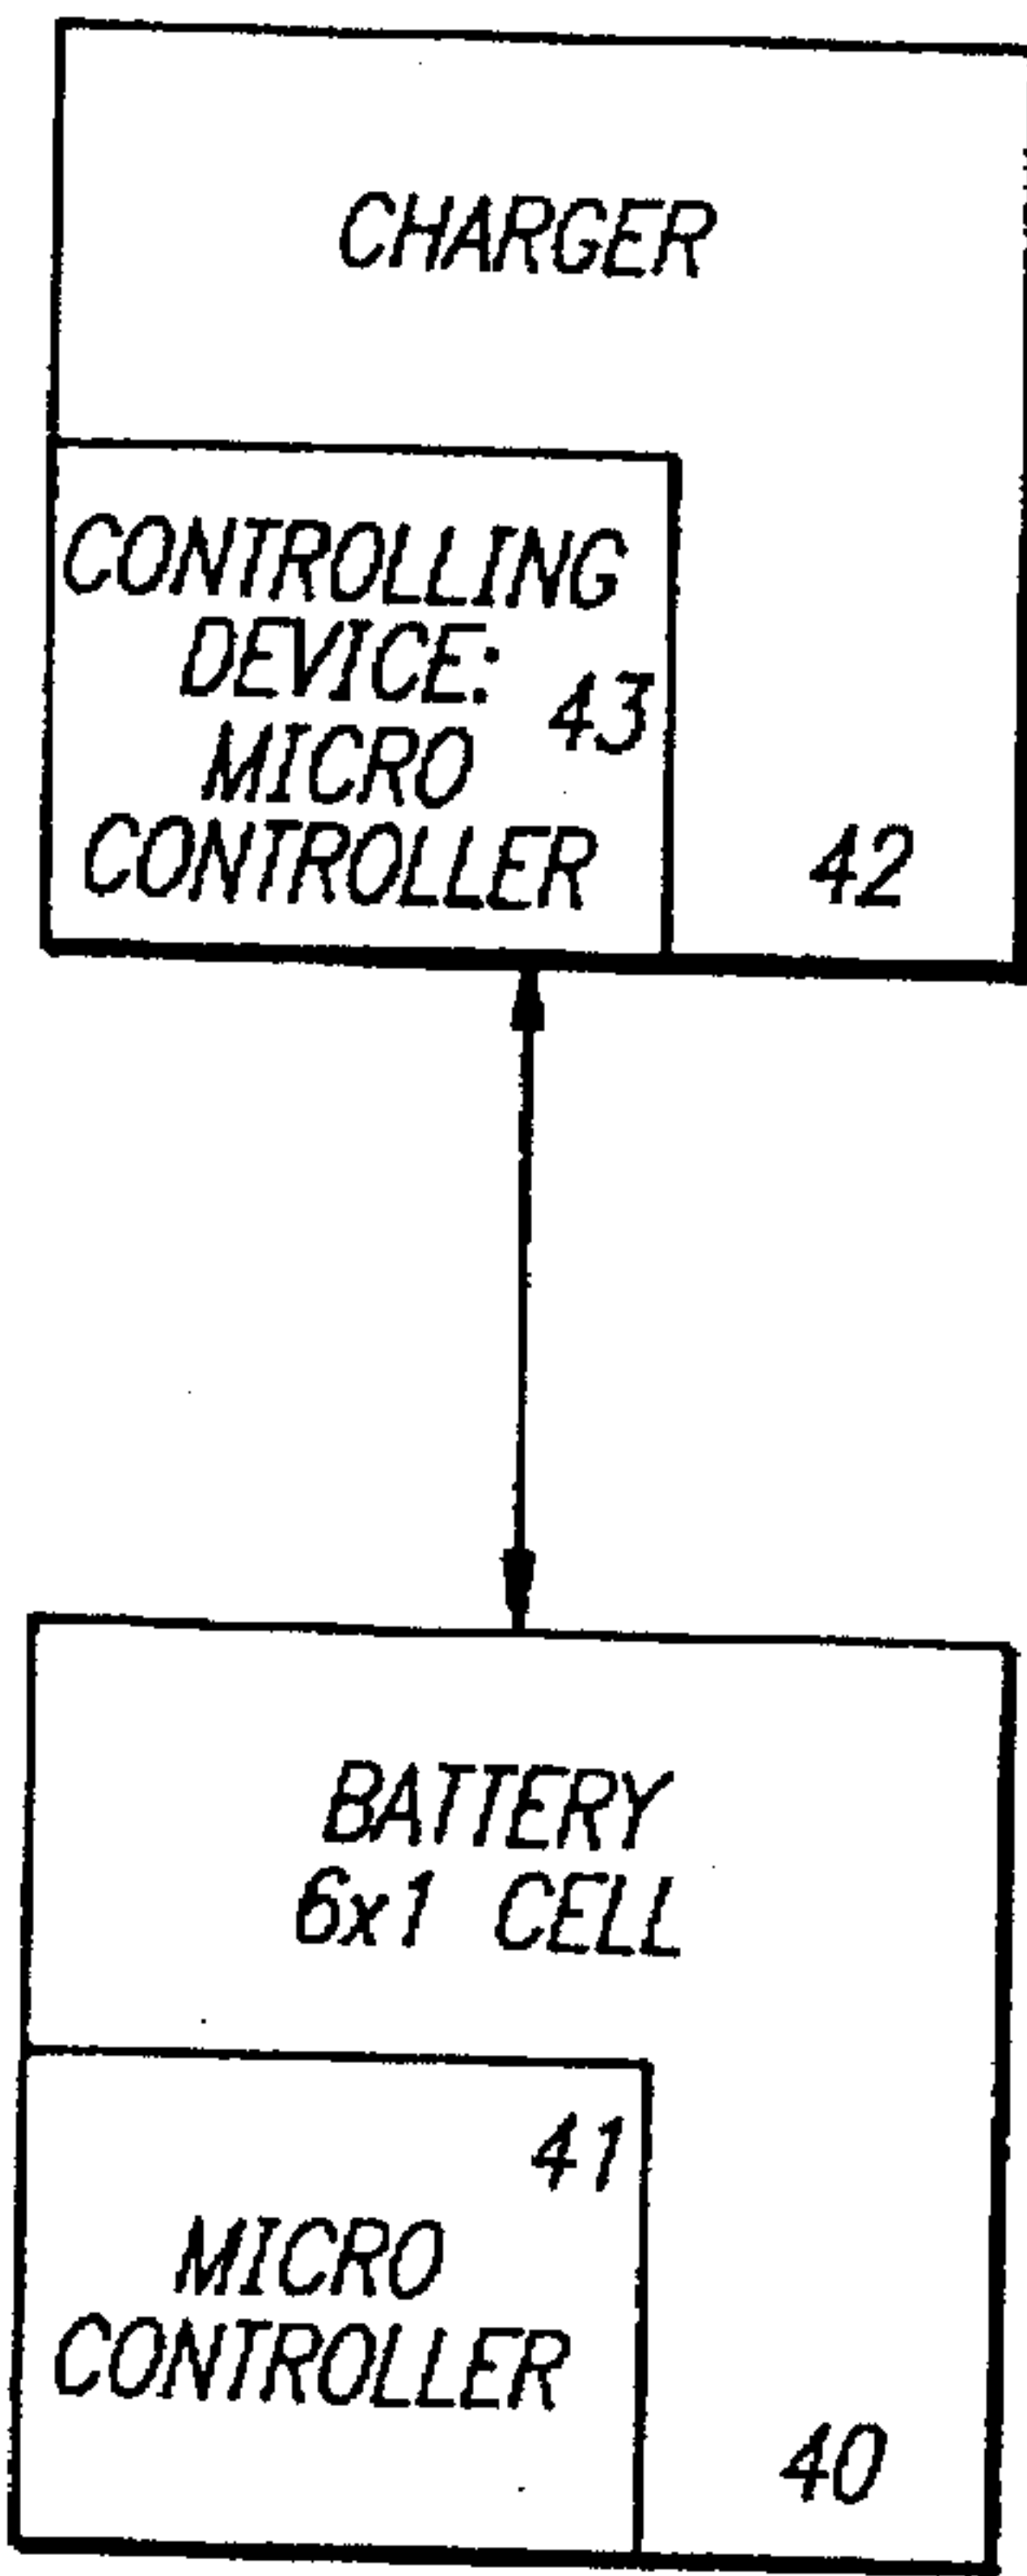 CHARGER
CONTROLLING
DEVICE:
43
MICRO
CONTROLLER
42
BATTERY
6x1 CELL
41
MICRO
CONTROLLER
40